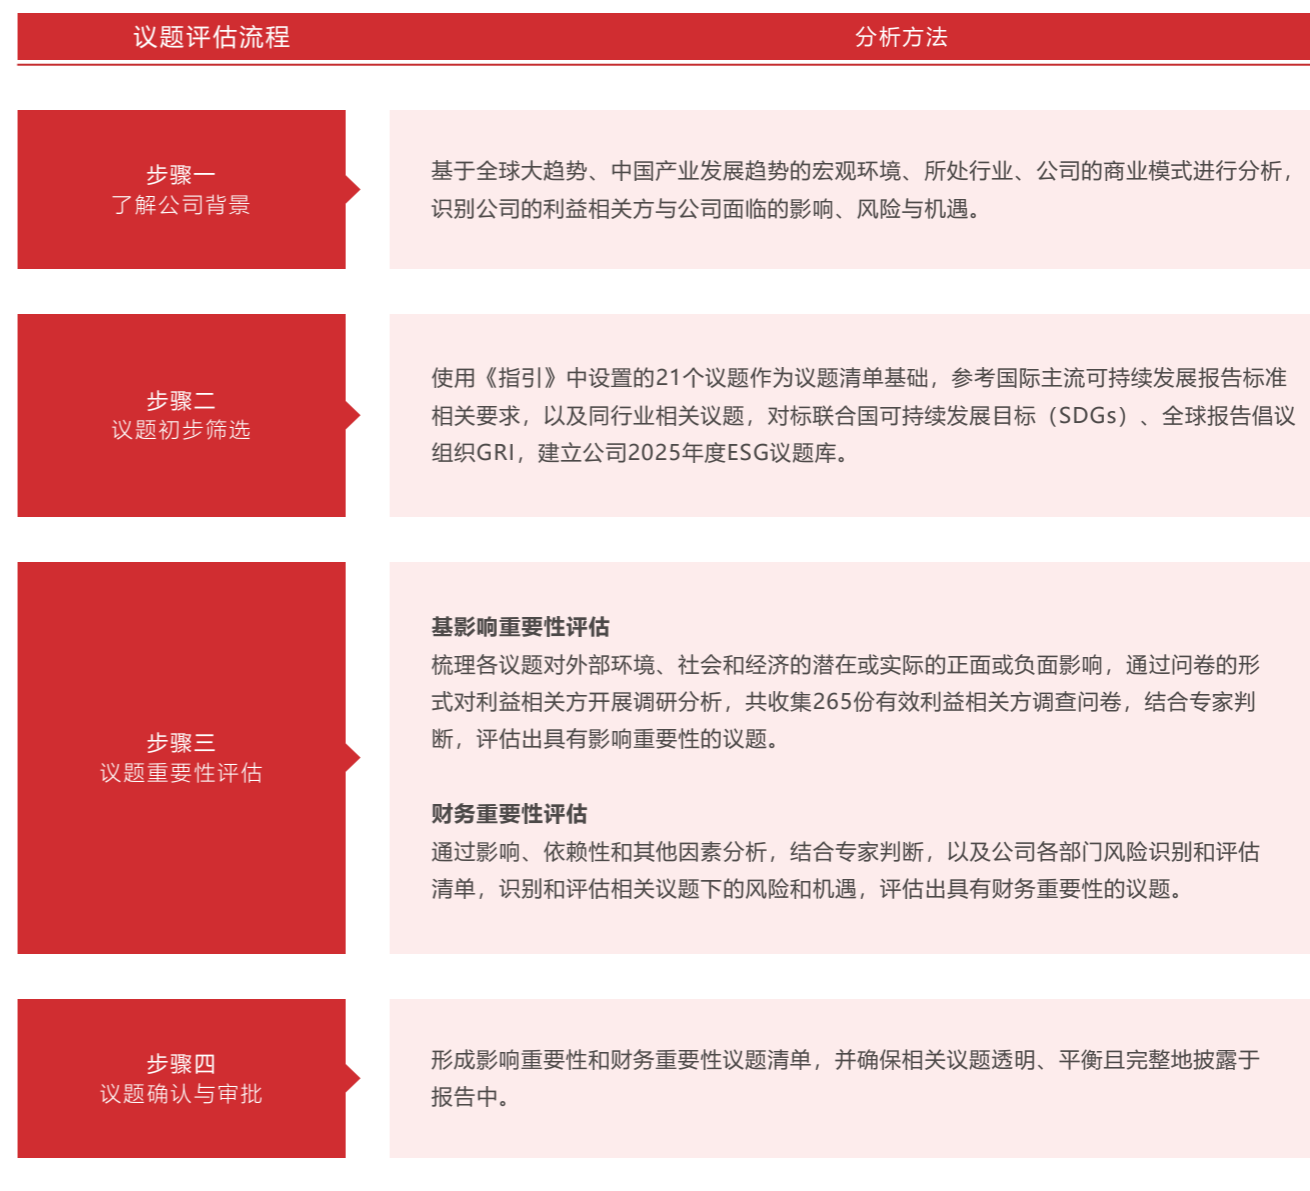 议题评估流程
分析方法
步骤一
了解公司背景
基于全球大趋势、中国产业发展趋势的宏观环境、所处行业、公司的商业模式进行分析，
识别公司的利益相关方与公司面临的影响、风险与机遇。
步骤二
议题初步筛选
使用《指引》中设置的21个议题作为议题清单基础，参考国际主流可持续发展报告标准
相关要求，以及同行业相关议题，对标联合国可持续发展目标（SDGs）、全球报告倡议
组织GRI，建立公司2025年度ESG议题库。
步骤三
议题重要性评估
基影响重要性评估
梳理各议题对外部环境、社会和经济的潜在或实际的正面或负面影响，通过问卷的形
式对利益相关方开展调研分析，共收集265份有效利益相关方调查问卷，结合专家判
断，评估出具有影响重要性的议题。
财务重要性评估
通过影响、依赖性和其他因素分析，结合专家判断，以及公司各部门风险识别和评估
清单，识别和评估相关议题下的风险和机遇，评估出具有财务重要性的议题。
步骤四
议题确认与审批
形成影响重要性和财务重要性议题清单，并确保相关议题透明、平衡且完整地披露于
报告中。